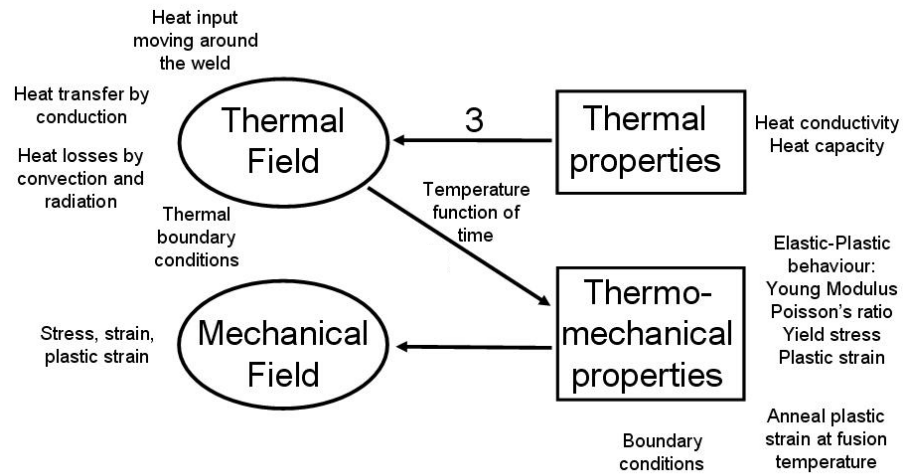 Heat input
moving around
the weld
Heat transfer by
conduction
Heat losses by
convection and
radiation
Thermal
Field
3
Thermal
properties
Heat conductivity
Heat capacity
Thermal
boundary
conditions
Temperature
function of
time
Elastic-Plastic
behaviour:
Young Modulus
Poisson's ratio
Yield stress
Plastic strain
Stress, strain,
plastic strain
Mechanical
Field
Thermo-
mechanical
properties
Boundary
conditions
Anneal plastic
strain at fusion
temperature